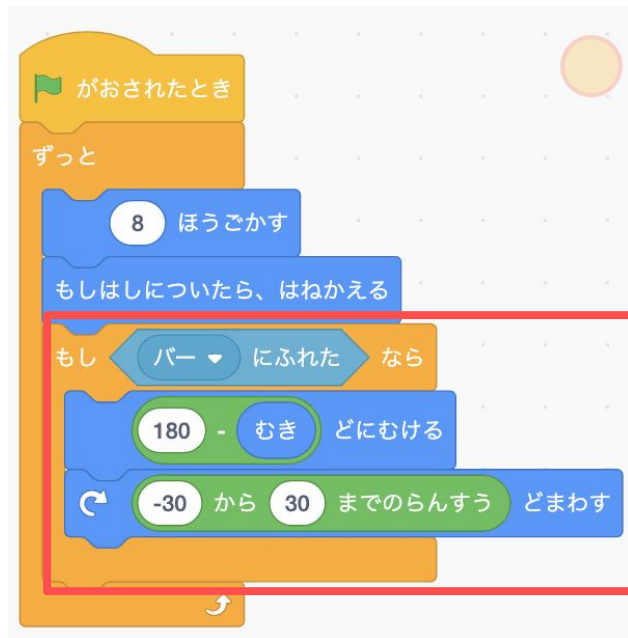 がおされたとき
ずっと
8 ほうごかす
もしはしについたら、はねかえる
もし バー にふれた なら
180 - むき どにむける
-30 から 30 までのらんすう どまわす